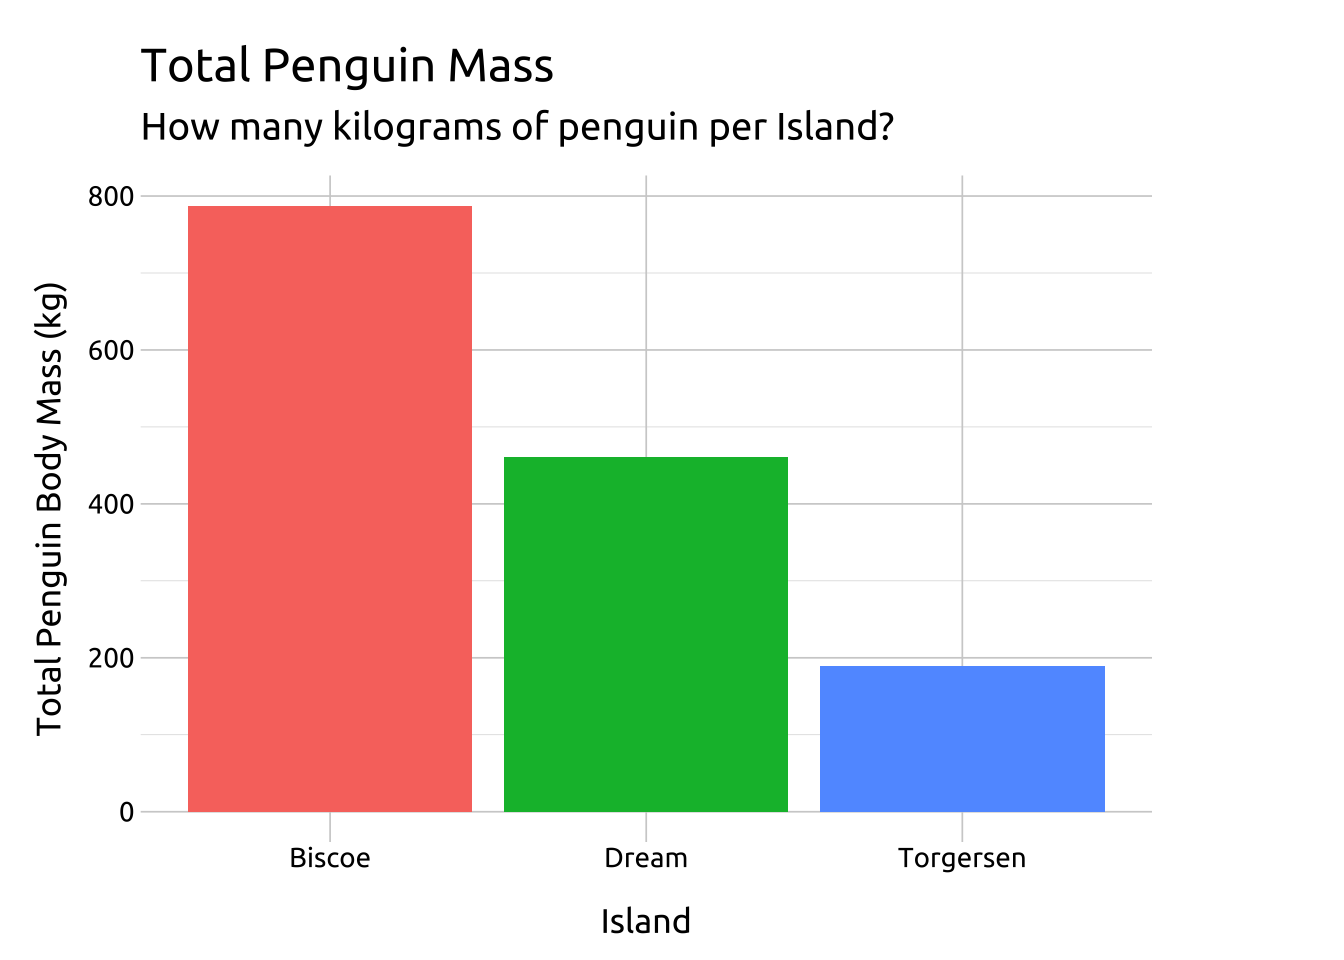 Total Penguin Mass
How many kilograms of penguin per Island?
Total Penguin Body Mass (kg)
800
600
400
200
0
Biscoe
Dream
Torgersen
Island